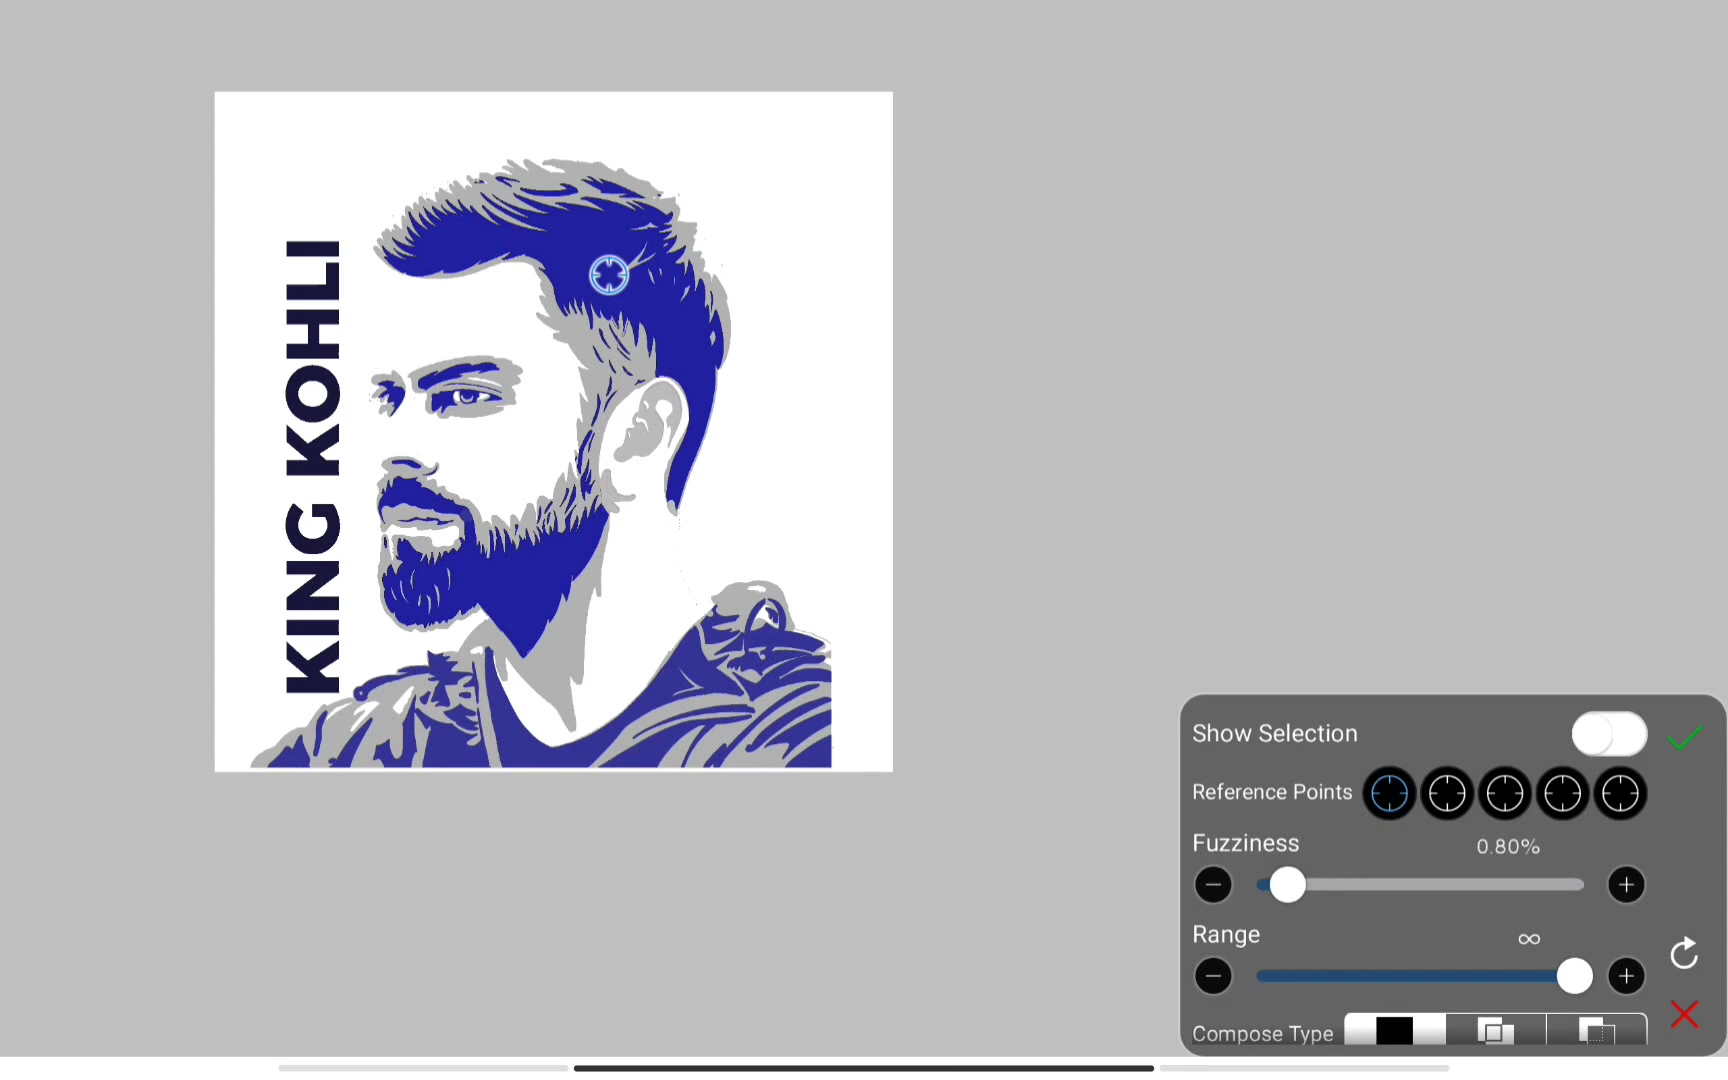 KING KOHLI
Show Selection
Reference Points
Fuzziness
0.80%
Range
∞
Compose Type